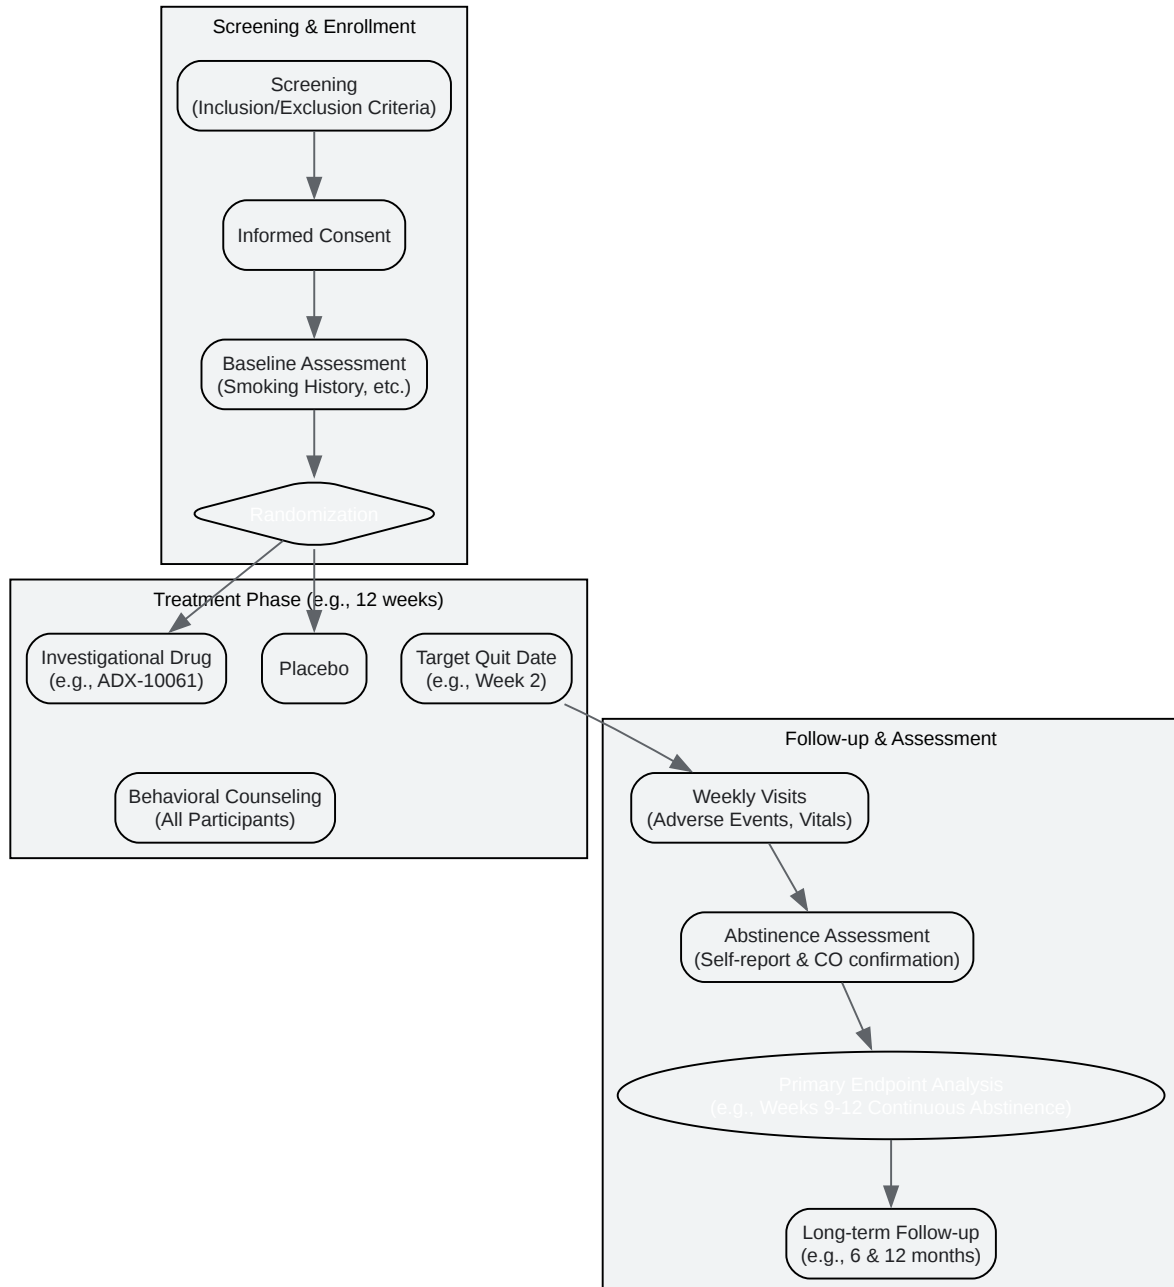 Screening & Enrollment
Screening
(Inclusion/Exclusion Criteria)
Informed Consent
Baseline Assessment
(Smoking History, etc.)
Randomization
Treatment Phase (e.g., 12 weeks)
Investigational Drug
(e.g., ADX-10061)
Placebo
Target Quit Date
(e.g., Week 2)
Behavioral Counseling
(All Participants)
Follow-up & Assessment
Weekly Visits
(Adverse Events, Vitals)
Abstinence Assessment
(Self-report & CO confirmation)
Primary Endpoint Analysis
(e.g., Weeks 9-12 Continuous Abstinence)
Long-term Follow-up
(e.g., 6 & 12 months)